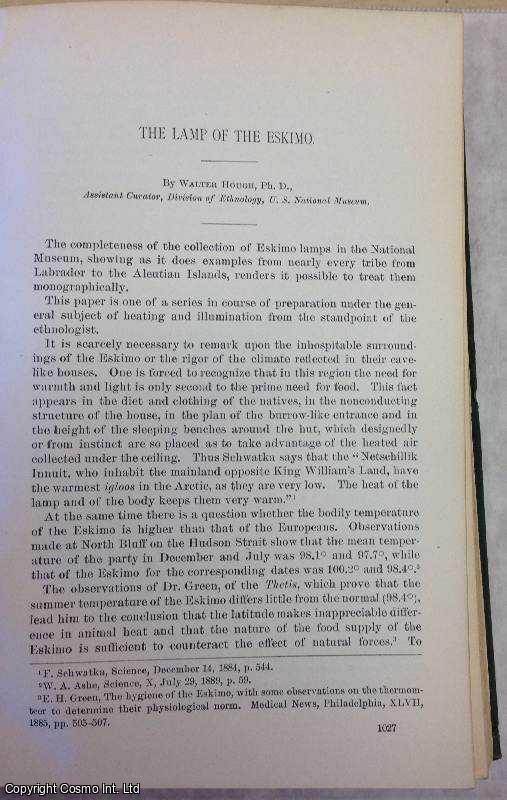 THE LAMP OF THE ESKIMO.
By WALTER HOUGH, Ph. D.,
Assistant Curator, Division of Ethnology, U. S. National Museum.
The completeness of the collection of Eskimo lamps in the National
Museum, showing as it does examples from nearly every tribe from
Labrador to the Aleutian Islands, renders it possible to treat them
monographically.
This paper is one of a series in course of preparation under the gen-
eral subject of heating and illumination from the standpoint of the
ethnologist.
It is scarcely necessary to remark upon the inhospitable surround-
ings of the Eskimo or the rigor of the climate reflected in their cave-
like houses. One is forced to recognize that in this region the need for
warmth and light is only second to the prime need for food. This fact
appears in the diet and clothing of the natives, in the nonconducting
structure of the house, in the plan of the burrow-like entrance and in
the height of the sleeping benches around the hut, which designedly
or from instinct are so placed as to take advantage of the heated air
collected under the ceiling. Thus Schwatka says that the "Netschillik
Innuit, who inhabit the mainland opposite King William's Land, have
the warmest igloos in the Arctic, as they are very low. The heat of the
lamp and of the body keeps them very warm."¹
At the same time there is a question whether the bodily temperature
of the Eskimo is higher than that of the Europeans. Observations
made at North Bluff on the Hudson Strait show that the mean temper-
ature of the party in December and July was 98.1° and 97.7°, while
that of the Eskimo for the corresponding dates was 100.2° and 98.4°.²
The observations of Dr. Green, of the Thetis, which prove that the
summer temperature of the Eskimo differs little from the normal (98.4°),
lead him to the conclusion that the latitude makes inappreciable differ-
ence in animal heat and that the nature of the food supply of the
Eskimo is sufficient to counteract the effect of natural forces.³ To
¹F. Schwatka, Science, December 14, 1884, p. 544.
²W. A. Ashe, Science, X, July 29, 1889, p. 59.
³E. H. Green, The hygiene of the Eskimo, with some observations on the thermom-
eter to determine their physiological norm. Medical News, Philadelphia, XLVII,
1885, pp. 505-507.
1027
Copyright Cosmo Int. Ltd